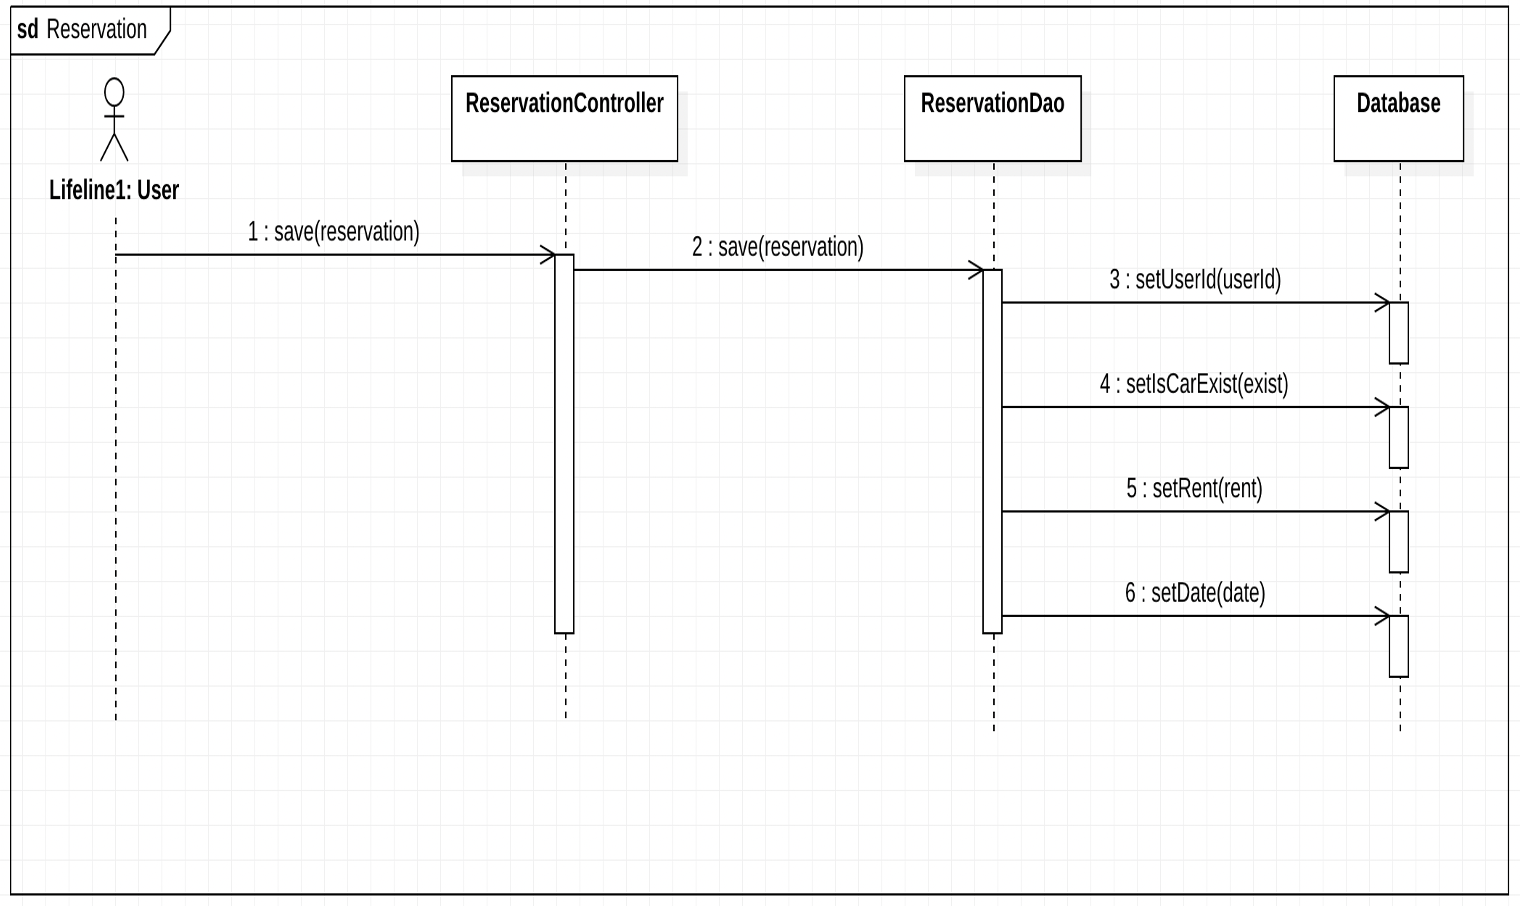 sd Reservation
ReservationController
ReservationDao
Database
Lifeline1: User
1 : save(reservation)
2 : save(reservation)
3 : setUserId(userId)
4 : setIsCarExist(exist)
5 : setRent(rent)
6 : setDate(date)